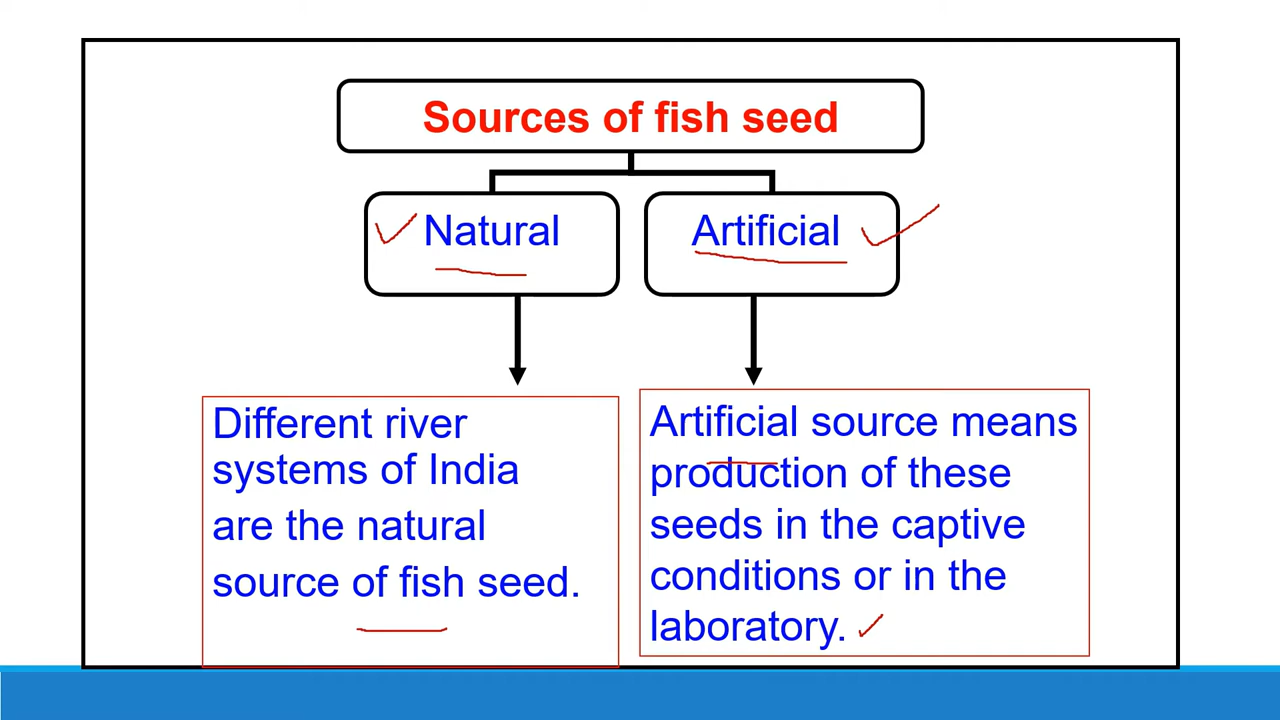 Sources of fish seed
Natural
Artificial
Different river
systems of India
are the natural
source of fish seed.
Artificial source means
production of these
seeds in the captive
conditions or in the
laboratory.